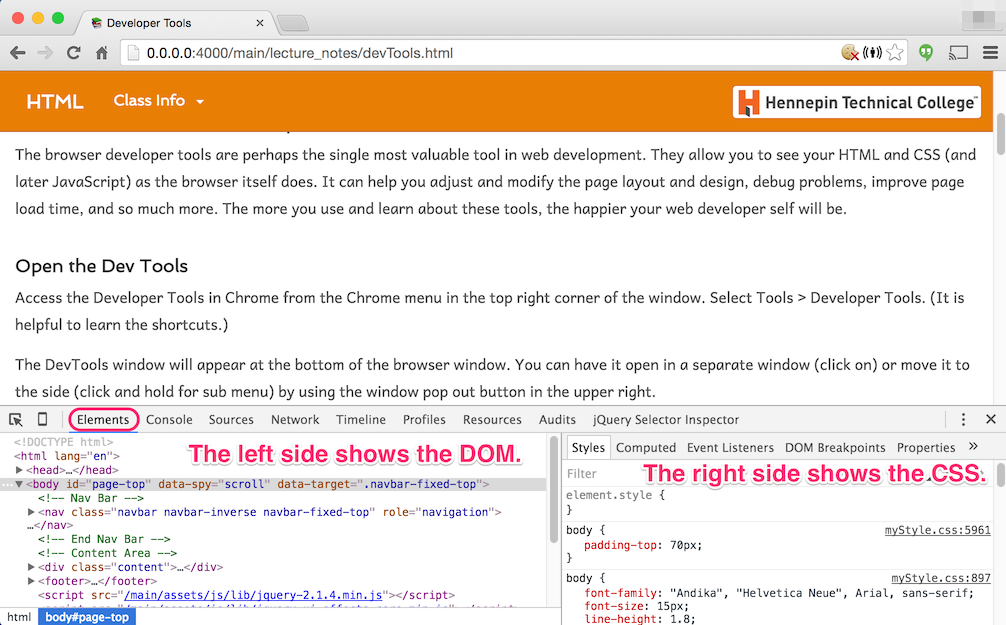 Developer Tools
0.0.0.0:4000/main/lecture_notes/devTools.html
HTML Class Info Hennepin Technical College™
The browser developer tools are perhaps the single most valuable tool in web development. They allow you to see your HTML and CSS (and
later JavaScript) as the browser itself does. It can help you adjust and modify the page layout and design, debug problems, improve page
load time, and so much more. The more you use and learn about these tools, the happier your web developer self will be.
Open the Dev Tools
Access the Developer Tools in Chrome from the Chrome menu in the top right corner of the window. Select Tools > Developer Tools. (It is
helpful to learn the shortcuts.)
The DevTools window will appear at the bottom of the browser window. You can have it open in a separate window (click on) or move it to
the side (click and hold for sub menu) by using the window pop out button in the upper right.
Elements Console Sources Network Timeline Profiles Resources Audits jQuery Selector Inspector
<!DOCTYPE html>
<html lang="en">
<head>…</head>
<body id="page-top" data-spy="scroll" data-target=".navbar-fixed-top">
<!-- Nav Bar -->
<nav class="navbar navbar-inverse navbar-fixed-top" role="navigation">
…</nav>
<!-- End Nav Bar -->
<!-- Content Area -->
<div class="content">…</div>
<footer>…</footer>
<script src="/main/assets/js/lib/jquery-2.1.4.min.js"></script>
html body#page-top
The left side shows the DOM.
Styles Computed Event Listeners DOM Breakpoints Properties »
Filter
The right side shows the CSS.
element.style {
}
body { myStyle.css:5961
padding-top: 70px;
}
body { myStyle.css:897
font-family: "Andika", "Helvetica Neue", Arial, sans-serif;
font-size: 15px;
line-height: 1.8;